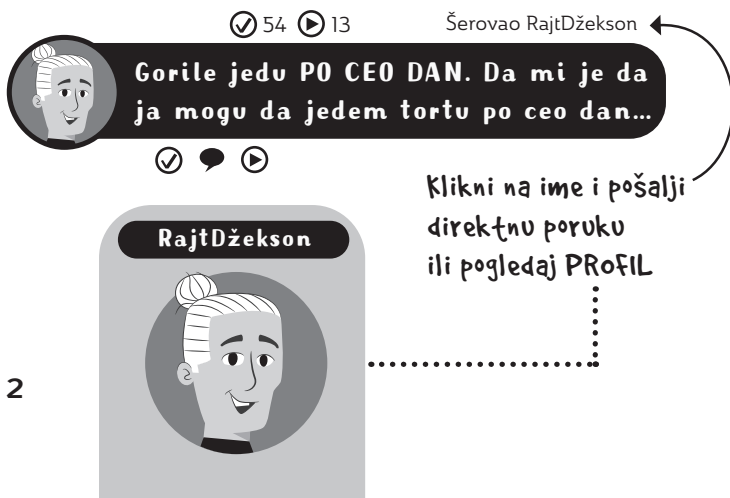 54 13 Šerovao RajtDžekson
Gorile jedu PO CEO DAN. Da mi je da
ja mogu da jedem tortu po ceo dan...
Klikni na ime i pošalji
direktnu poruku
ili pogledaj PROFIL
RajtDžekson
2